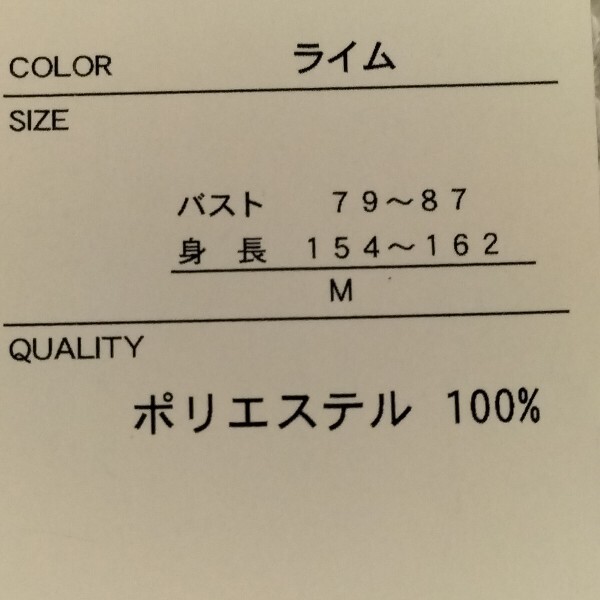 COLOR ライム
SIZE
バスト 79～87
身 長 154～162
M
QUALITY
ポリエステル 100%